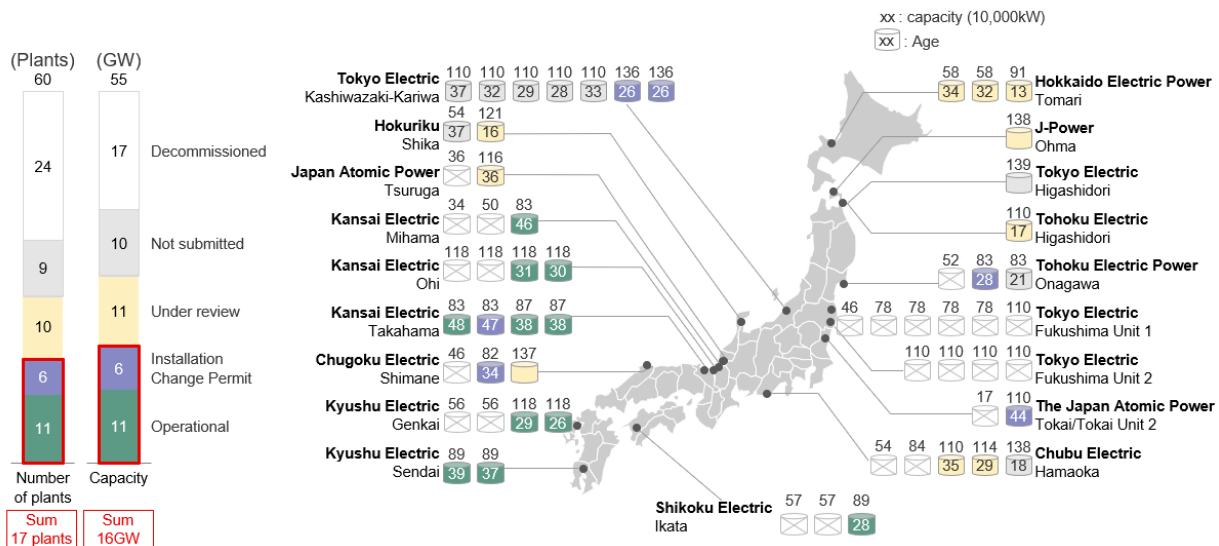 xx : capacity (10,000kW)
xx : Age
(Plants) (GW)
60 55
24 17 Decommissioned
9 10 Not submitted
10 11 Under review
6 6 Installation
Change Permit
11 11 Operational
Number
of plants
Capacity
Sum
17 plants
Sum
16GW
Tokyo Electric
Kashiwazaki-Kariwa
110 110 110 110 110 136 136
37 32 29 28 33 26 26
Hokuriku
Shika
54 121
37 16
Japan Atomic Power
Tsuruga
36 116
36
Kansai Electric
Mihama
34 50 83
46
Kansai Electric
Ohi
118 118 118 118
31 30
Kansai Electric
Takahama
83 83 87 87
48 47 38 38
Chugoku Electric
Shimane
46 82 137
34
Kyushu Electric
Genkai
56 56 118 118
29 26
Kyushu Electric
Sendai
89 89
39 37
Shikoku Electric
Ikata
57 57 89
28
58 58 91
34 32 13
Hokkaido Electric Power
Tomari
138
J-Power
Ohma
139
Tokyo Electric
Higashidori
110
17
Tohoku Electric
Higashidori
52 83 83
28 21
Tohoku Electric Power
Onagawa
46 78 78 78 78 110
Tokyo Electric
Fukushima Unit 1
110 110 110 110
Tokyo Electric
Fukushima Unit 2
17 110
44
The Japan Atomic Power
Tokai/Tokai Unit 2
54 84 110 114 138
35 29 18
Chubu Electric
Hamaoka